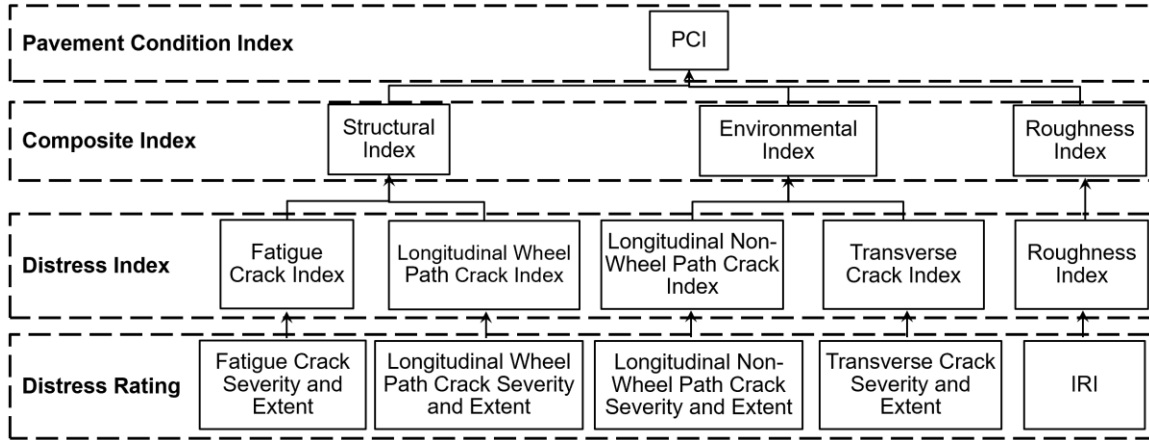 Pavement Condition Index
PCI
Composite Index
Structural
Index
Environmental
Index
Roughness
Index
Distress Index
Fatigue
Crack Index
Longitudinal Wheel
Path Crack Index
Longitudinal Non-
Wheel Path Crack
Index
Transverse
Crack Index
Roughness
Index
Distress Rating
Fatigue Crack
Severity and
Extent
Longitudinal Wheel
Path Crack Severity
and Extent
Longitudinal Non-
Wheel Path Crack
Severity and Extent
Transverse Crack
Severity and
Extent
IRI